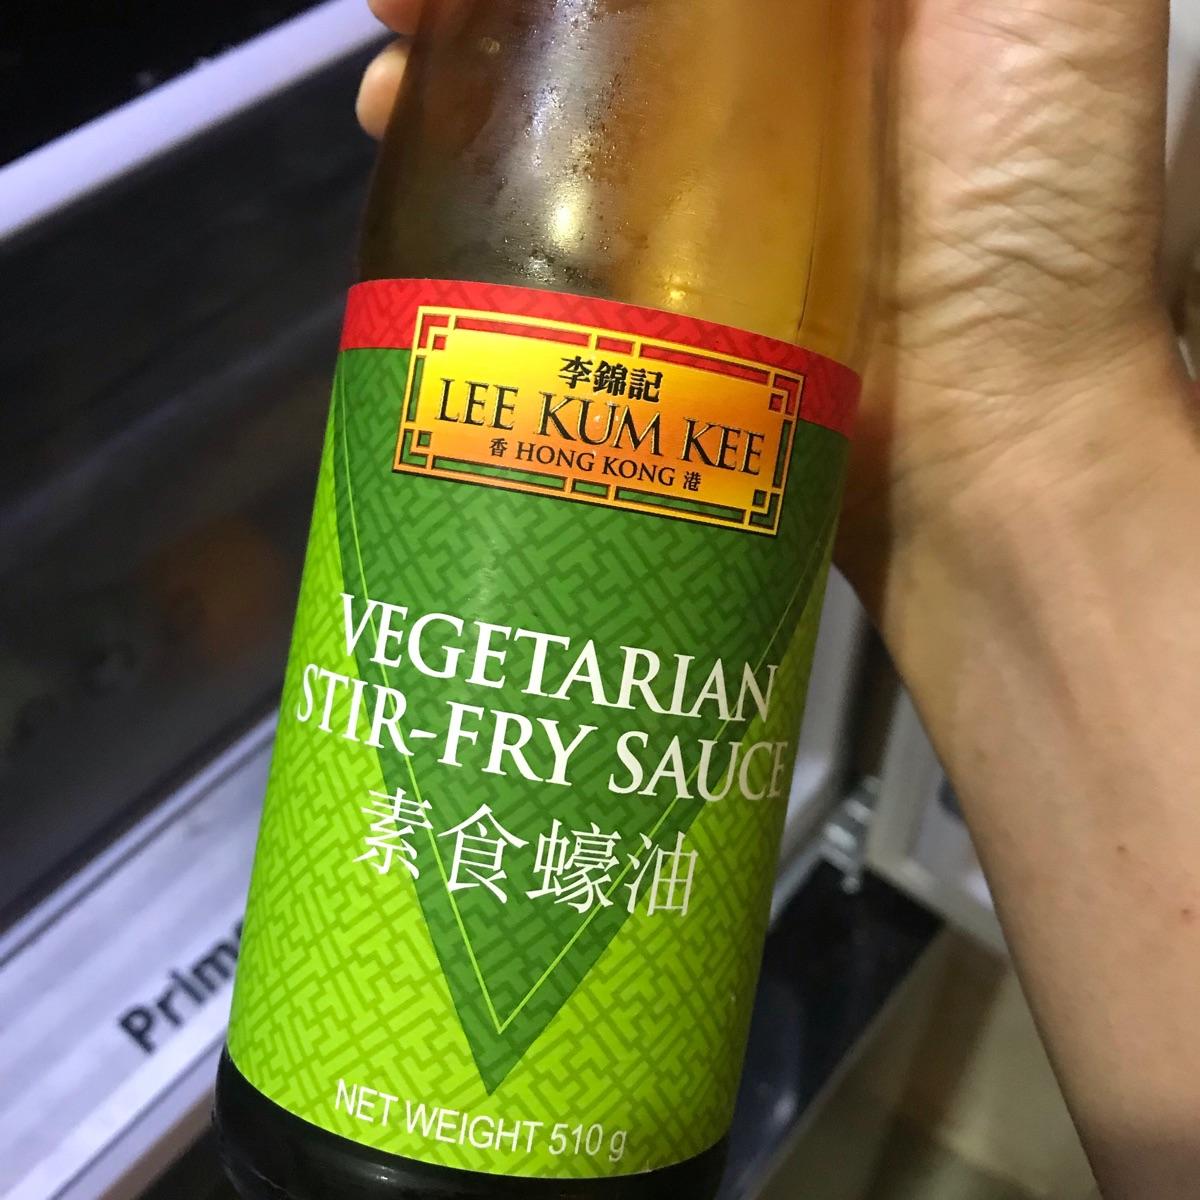 李錦記
LEE KUM KEE
香 HONG KONG 港
VEGETARIAN
STIR-FRY SAUCE
素食蠔油
NET WEIGHT 510 g
Prim